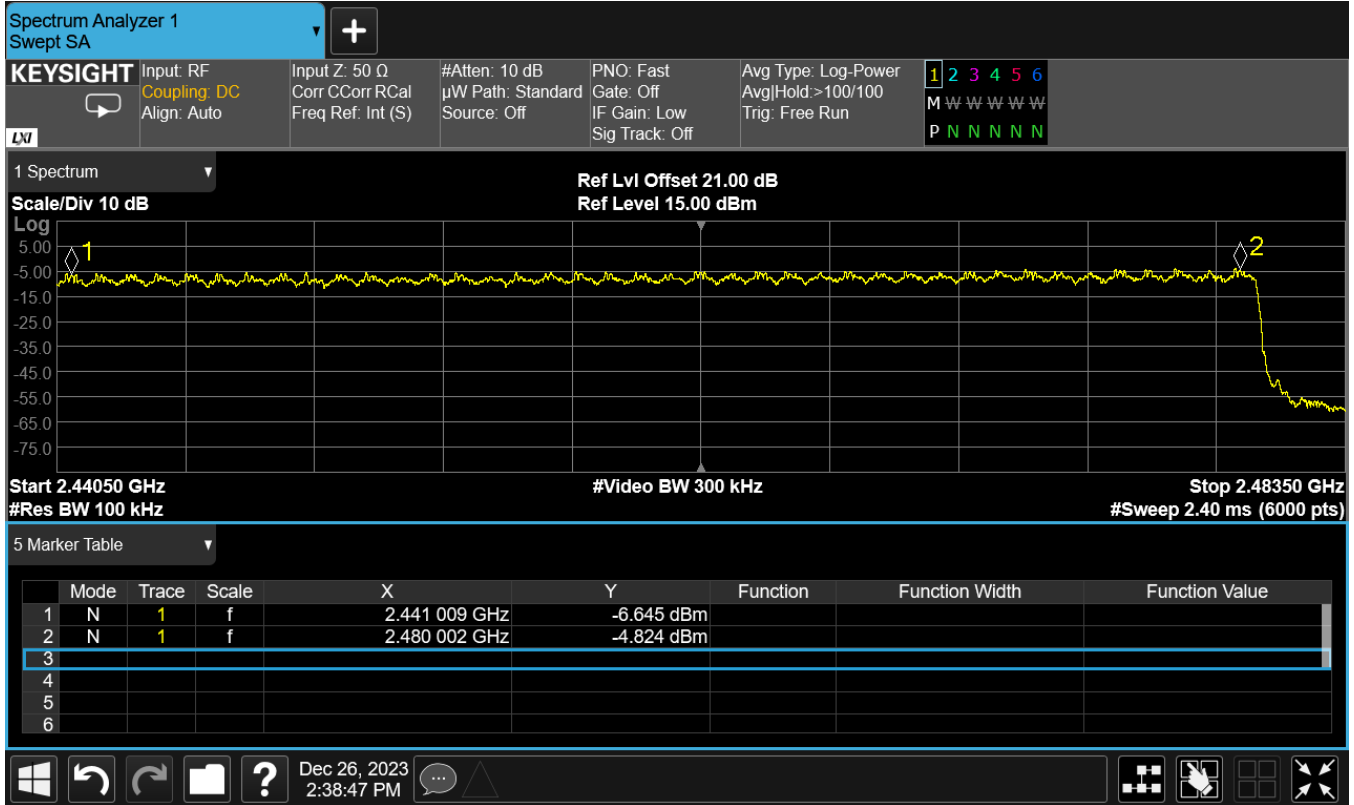 Spectrum Analyzer 1
Swept SA
KEYSIGHT
LXI
Input: RF
Coupling: DC
Align: Auto
Input Z: 50 Ω
Corr CCorr RCal
Freq Ref: Int (S)
#Atten: 10 dB
µW Path: Standard
Source: Off
PNO: Fast
Gate: Off
IF Gain: Low
Sig Track: Off
Avg Type: Log-Power
Avg|Hold:>100/100
Trig: Free Run
1 2 3 4 5 6
M W W W W W
P N N N N N
1 Spectrum
Scale/Div 10 dB
Ref Lvl Offset 21.00 dB
Ref Level 15.00 dBm
Log
5.00
-5.00
-15.0
-25.0
-35.0
-45.0
-55.0
-65.0
-75.0
1
2
Start 2.44050 GHz
#Video BW 300 kHz
Stop 2.48350 GHz
#Res BW 100 kHz
#Sweep 2.40 ms (6000 pts)
5 Marker Table
Mode Trace Scale X Y Function Function Width Function Value
1 N 1 f 2.441 009 GHz -6.645 dBm
2 N 1 f 2.480 002 GHz -4.824 dBm
3
4
5
6
?
Dec 26, 2023
2:38:47 PM